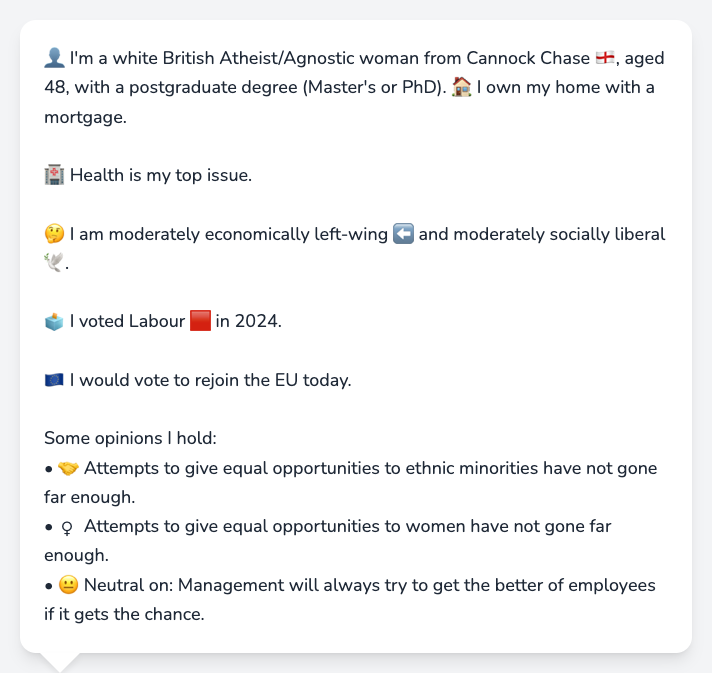 👤 I'm a white British Atheist/Agnostic woman from Cannock Chase 🏴󠁧󠁢󠁥󠁮󠁧󠁿, aged
48, with a postgraduate degree (Master's or PhD). 🏠 I own my home with a
mortgage.
🏥 Health is my top issue.
🤔 I am moderately economically left-wing ⬅️ and moderately socially liberal
🕊️.
🗳️ I voted Labour 🟥 in 2024.
🇪🇺 I would vote to rejoin the EU today.
Some opinions I hold:
• 🤝 Attempts to give equal opportunities to ethnic minorities have not gone
far enough.
• ♀ Attempts to give equal opportunities to women have not gone far
enough.
• 😐 Neutral on: Management will always try to get the better of employees
if it gets the chance.